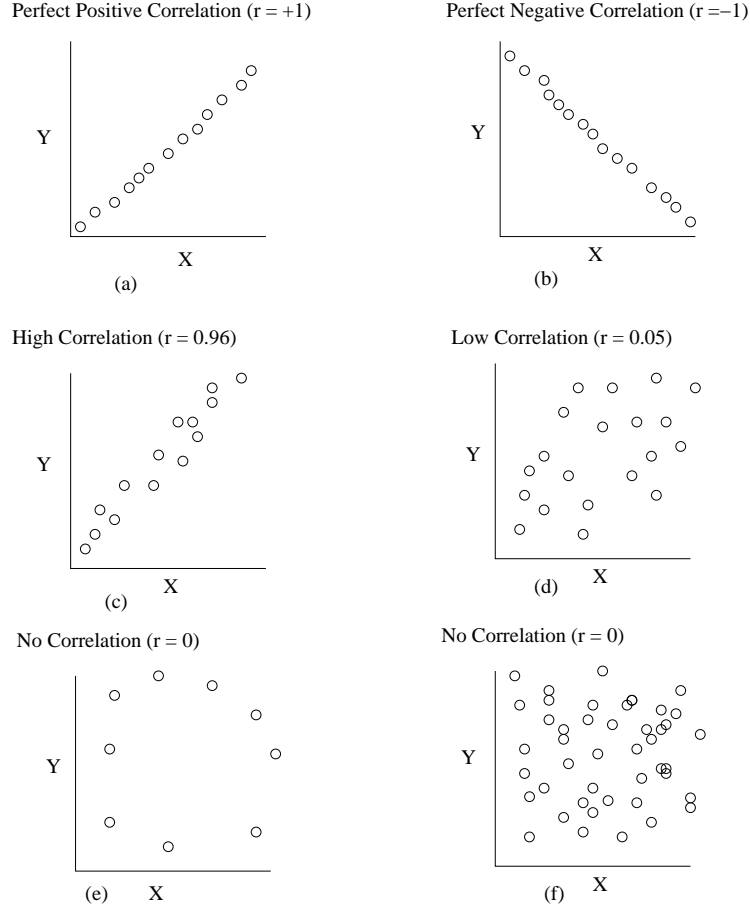 Perfect Positive Correlation (r = +1)
Y
X
(a)
Perfect Negative Correlation (r =−1)
Y
X
(b)
High Correlation (r = 0.96)
Y
X
(c)
Low Correlation (r = 0.05)
Y
X
(d)
No Correlation (r = 0)
Y
X
(e)
No Correlation (r = 0)
Y
X
(f)